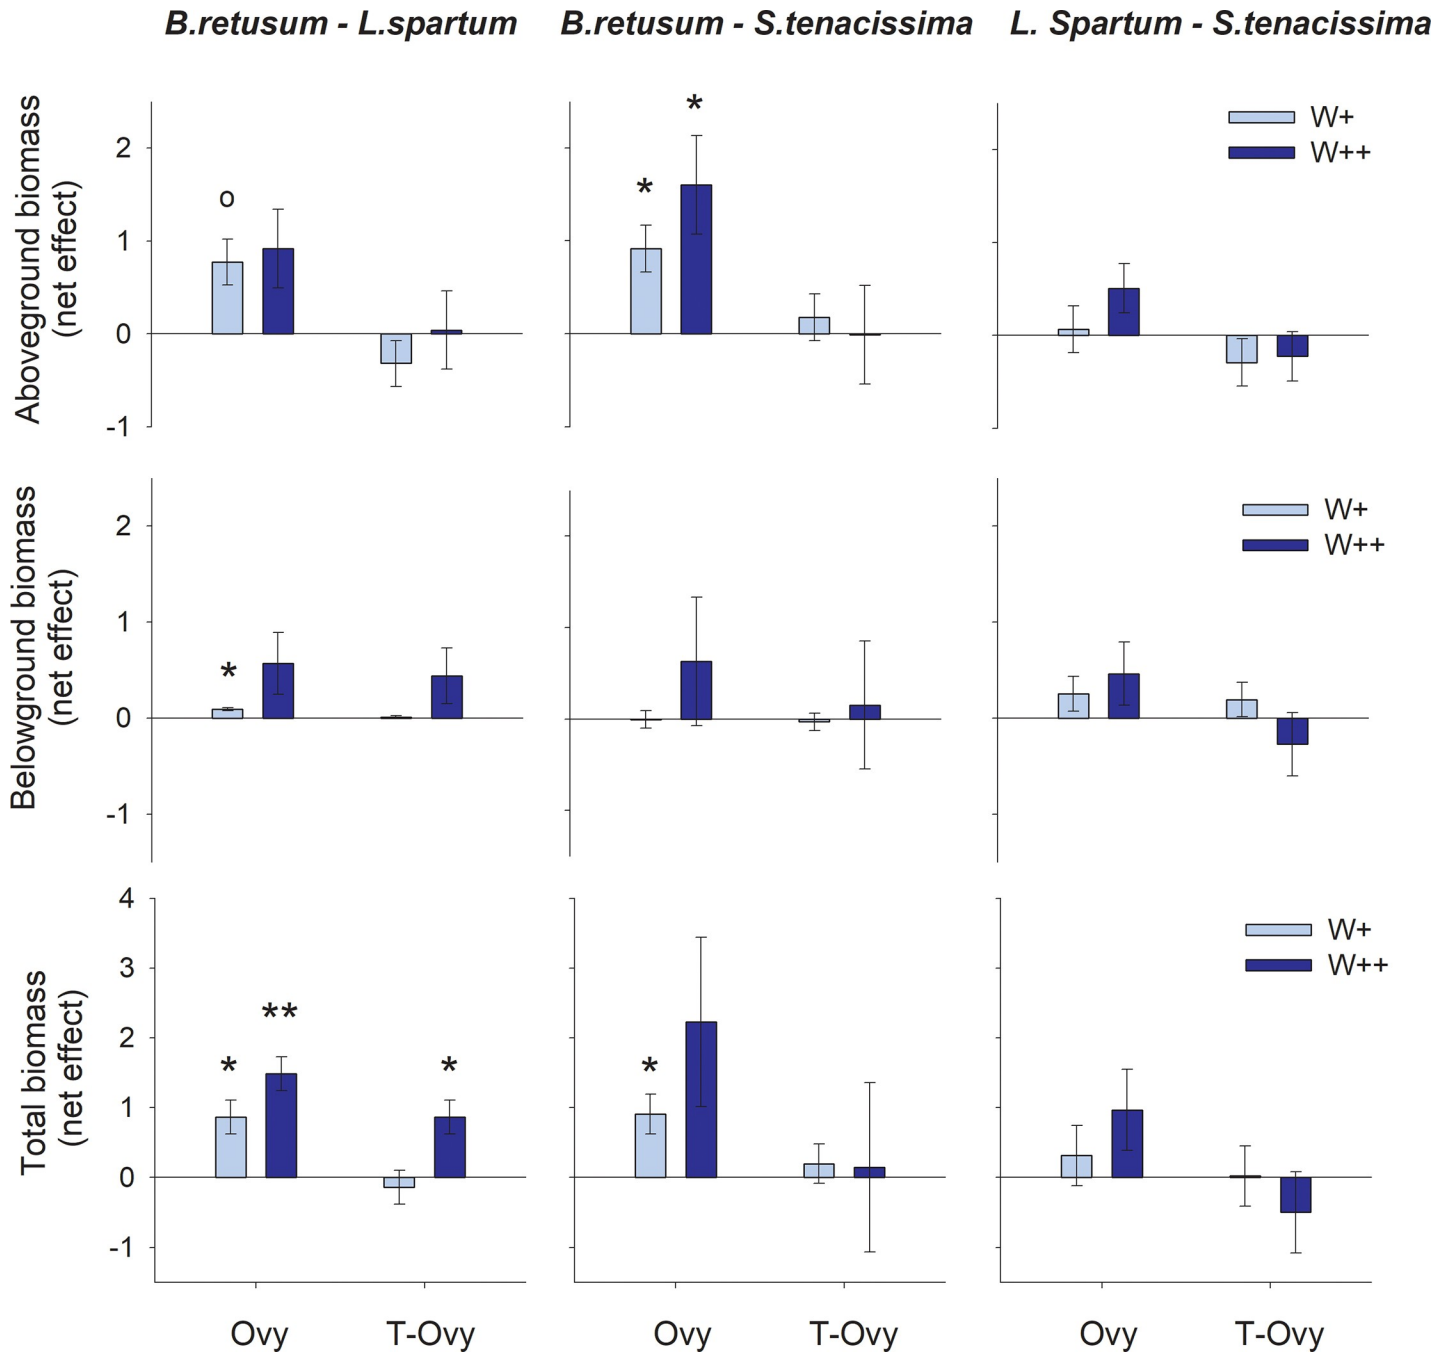 B.retusum - L.spartum
B.retusum - S.tenacissima
L. Spartum - S.tenacissima
Aboveground biomass
(net effect)
2
1
0
-1
o
*
*
W+
W++
Belowground biomass
(net effect)
2
1
0
-1
*
W+
W++
Total biomass
(net effect)
4
3
2
1
0
-1
*
**
*
*
W+
W++
Ovy
T-Ovy
Ovy
T-Ovy
Ovy
T-Ovy